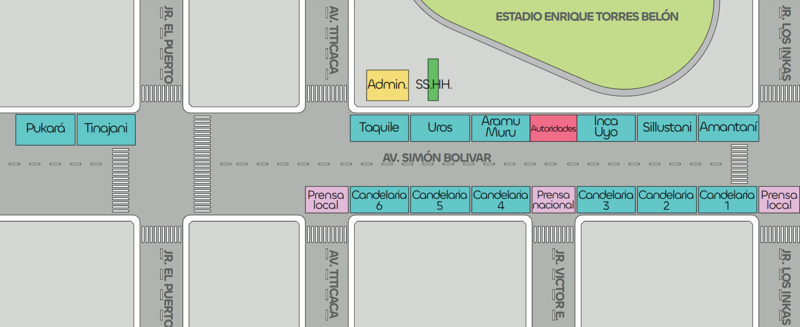 ESTADIO ENRIQUE TORRES BELÓN
JR. EL PUERTO
AV. TITICACA
JR. LOS INKAS
Admin.
SS.HH.
Pukará
Tinajani
Taquile
Uros
Aramu
Muru
Autoridades
Inca
Uyo
Sillustani
Amantaní
AV. SIMÓN BOLIVAR
Prensa
local
Candelaria
6
Candelaria
5
Candelaria
4
Prensa
nacional
Candelaria
3
Candelaria
2
Candelaria
1
Prensa
local
JR. EL PUERTO
AV. TITICACA
JR. VICTOR E.
JR. LOS INKAS